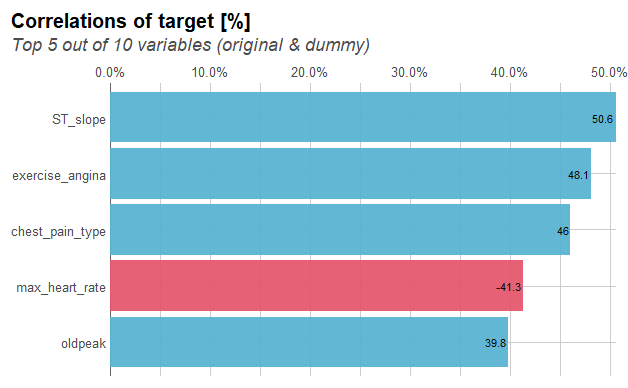 Correlations of target [%]
Top 5 out of 10 variables (original & dummy)
0.0% 10.0% 20.0% 30.0% 40.0% 50.0%
ST_slope 50.6
exercise_angina 48.1
chest_pain_type 46
max_heart_rate -41.3
oldpeak 39.8